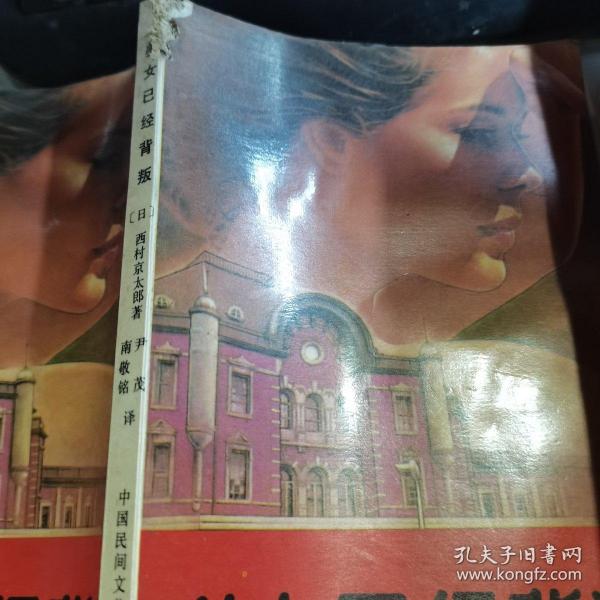 女已经背叛
〔日〕西村京太郎著
尹茂
南敬铭
译
中国民间文
孔夫子旧书网
www.kongfz.com